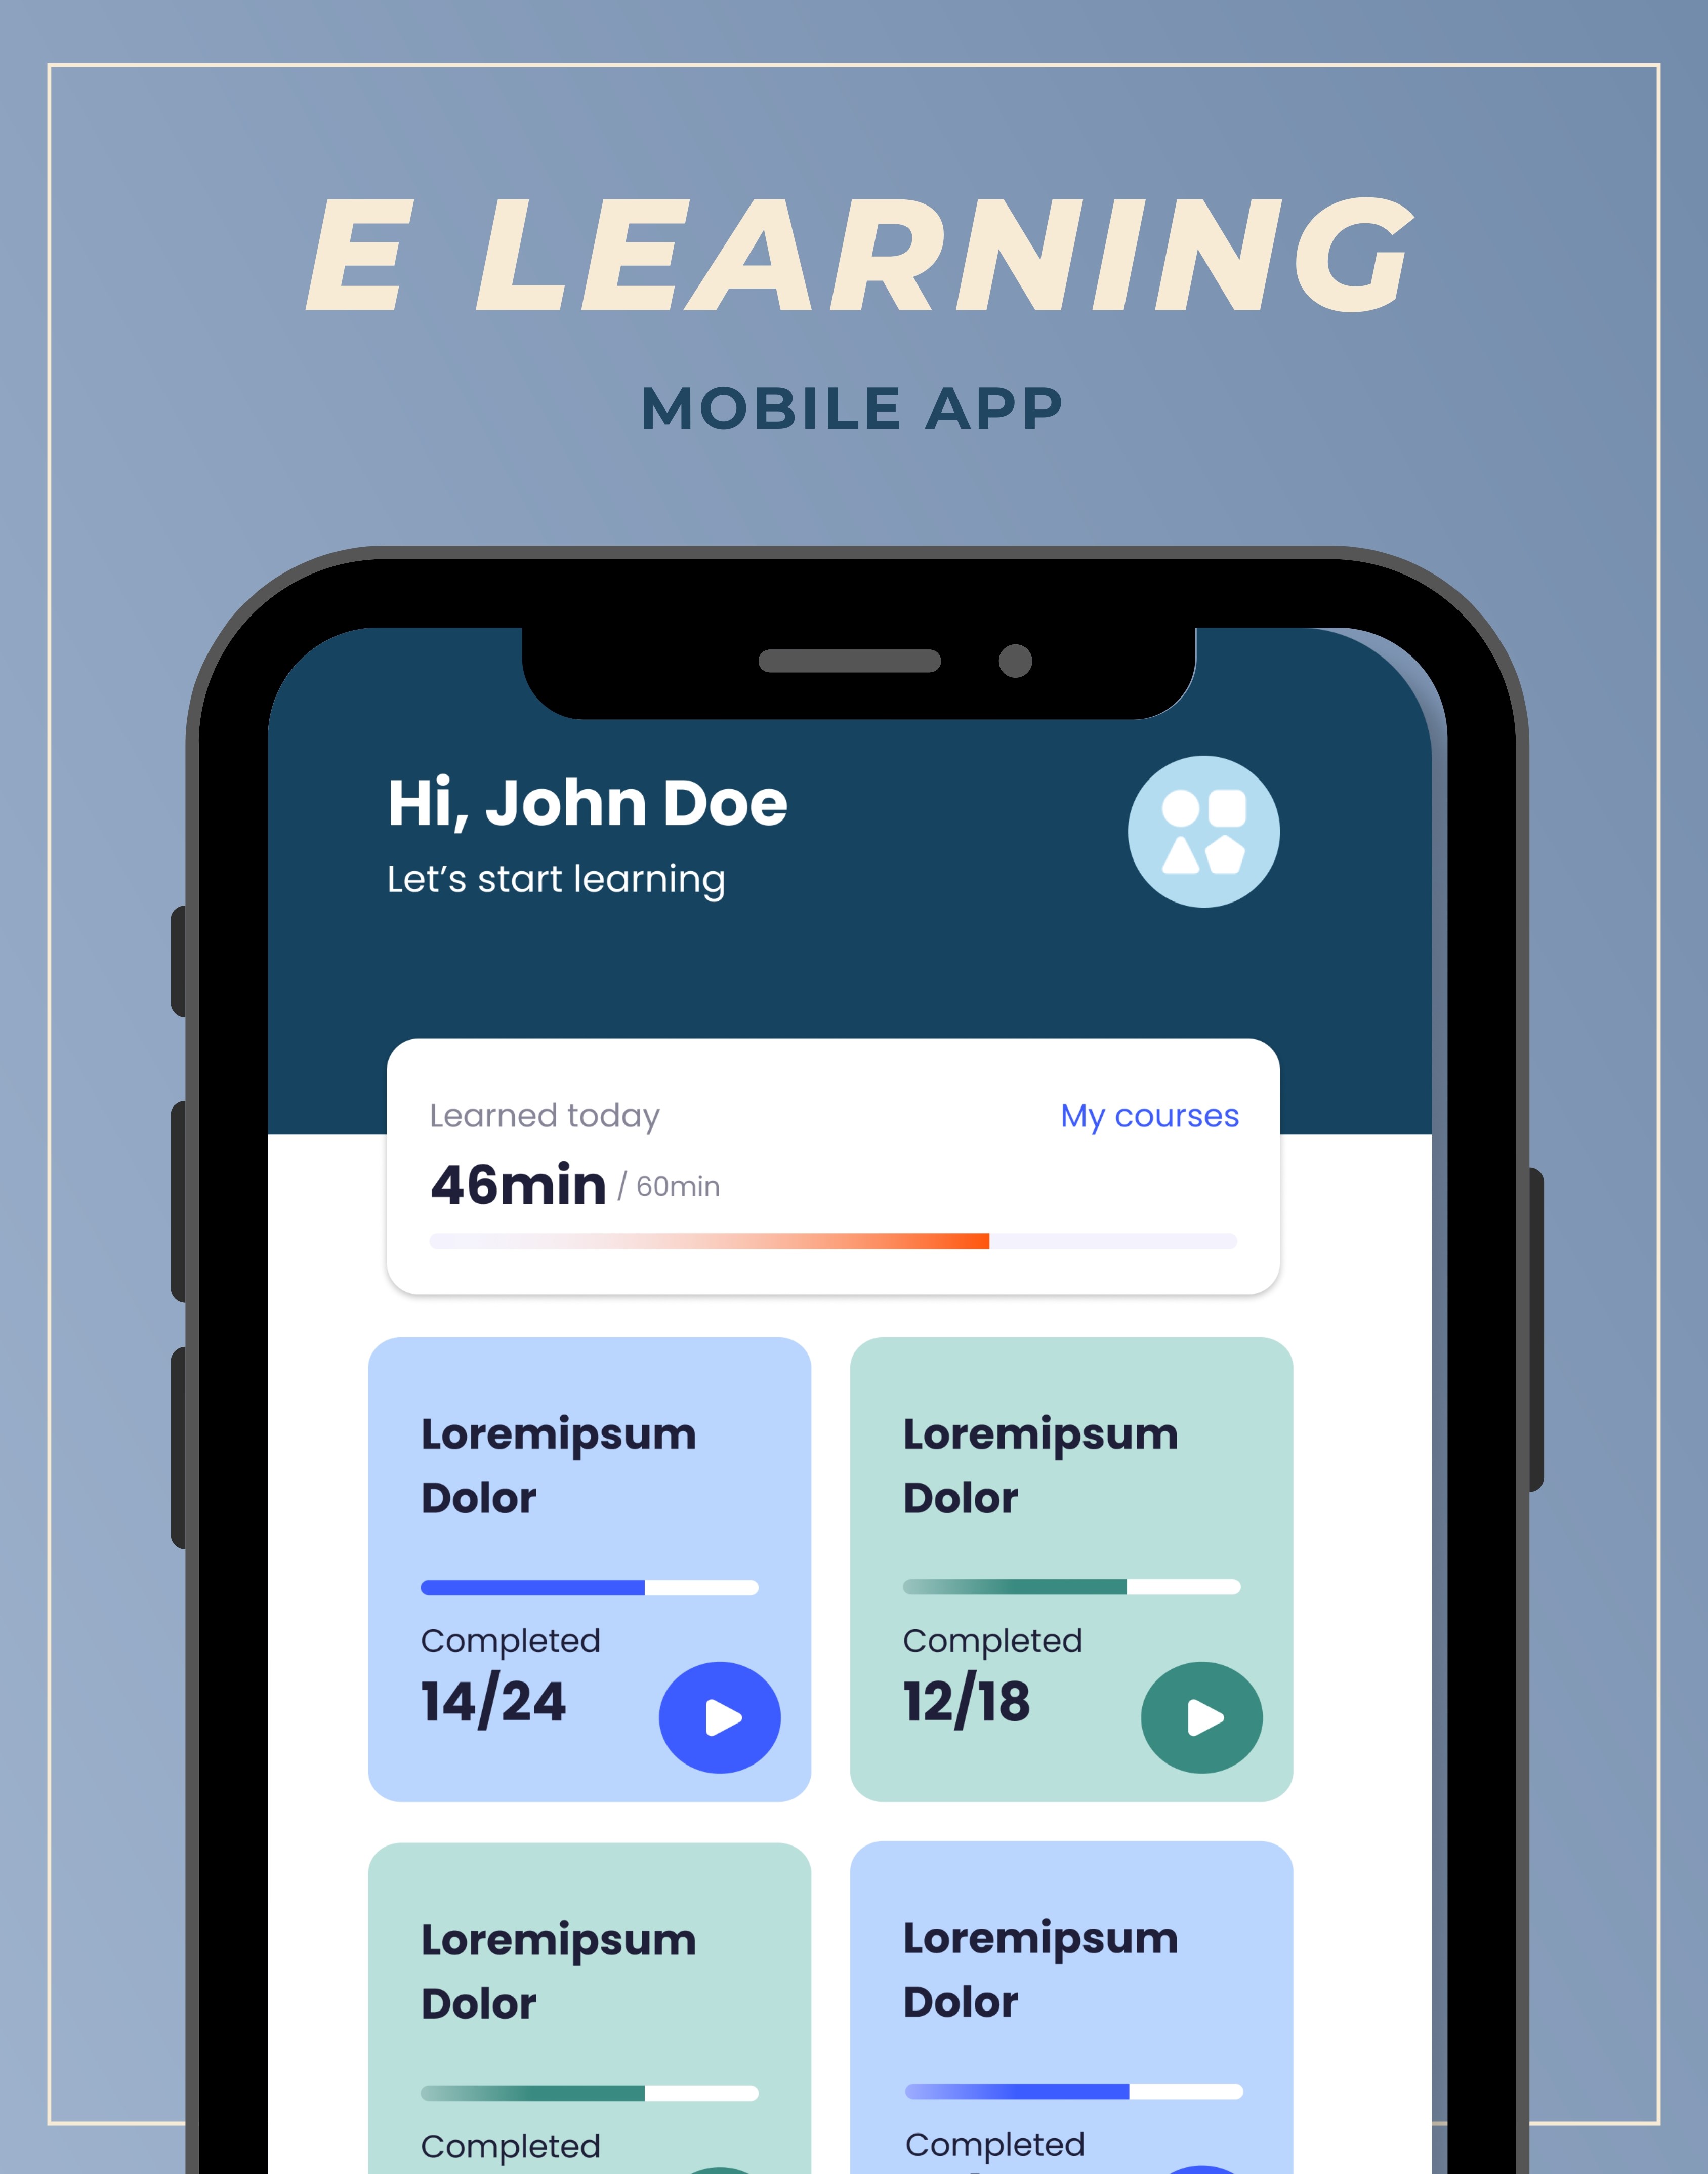 E LEARNING
MOBILE APP
Hi, John Doe
Let's start learning
Learned today
My courses
46min / 60min
Loremipsum
Dolor
Completed
14/24
Loremipsum
Dolor
Completed
12/18
Loremipsum
Dolor
Completed
Loremipsum
Dolor
Completed